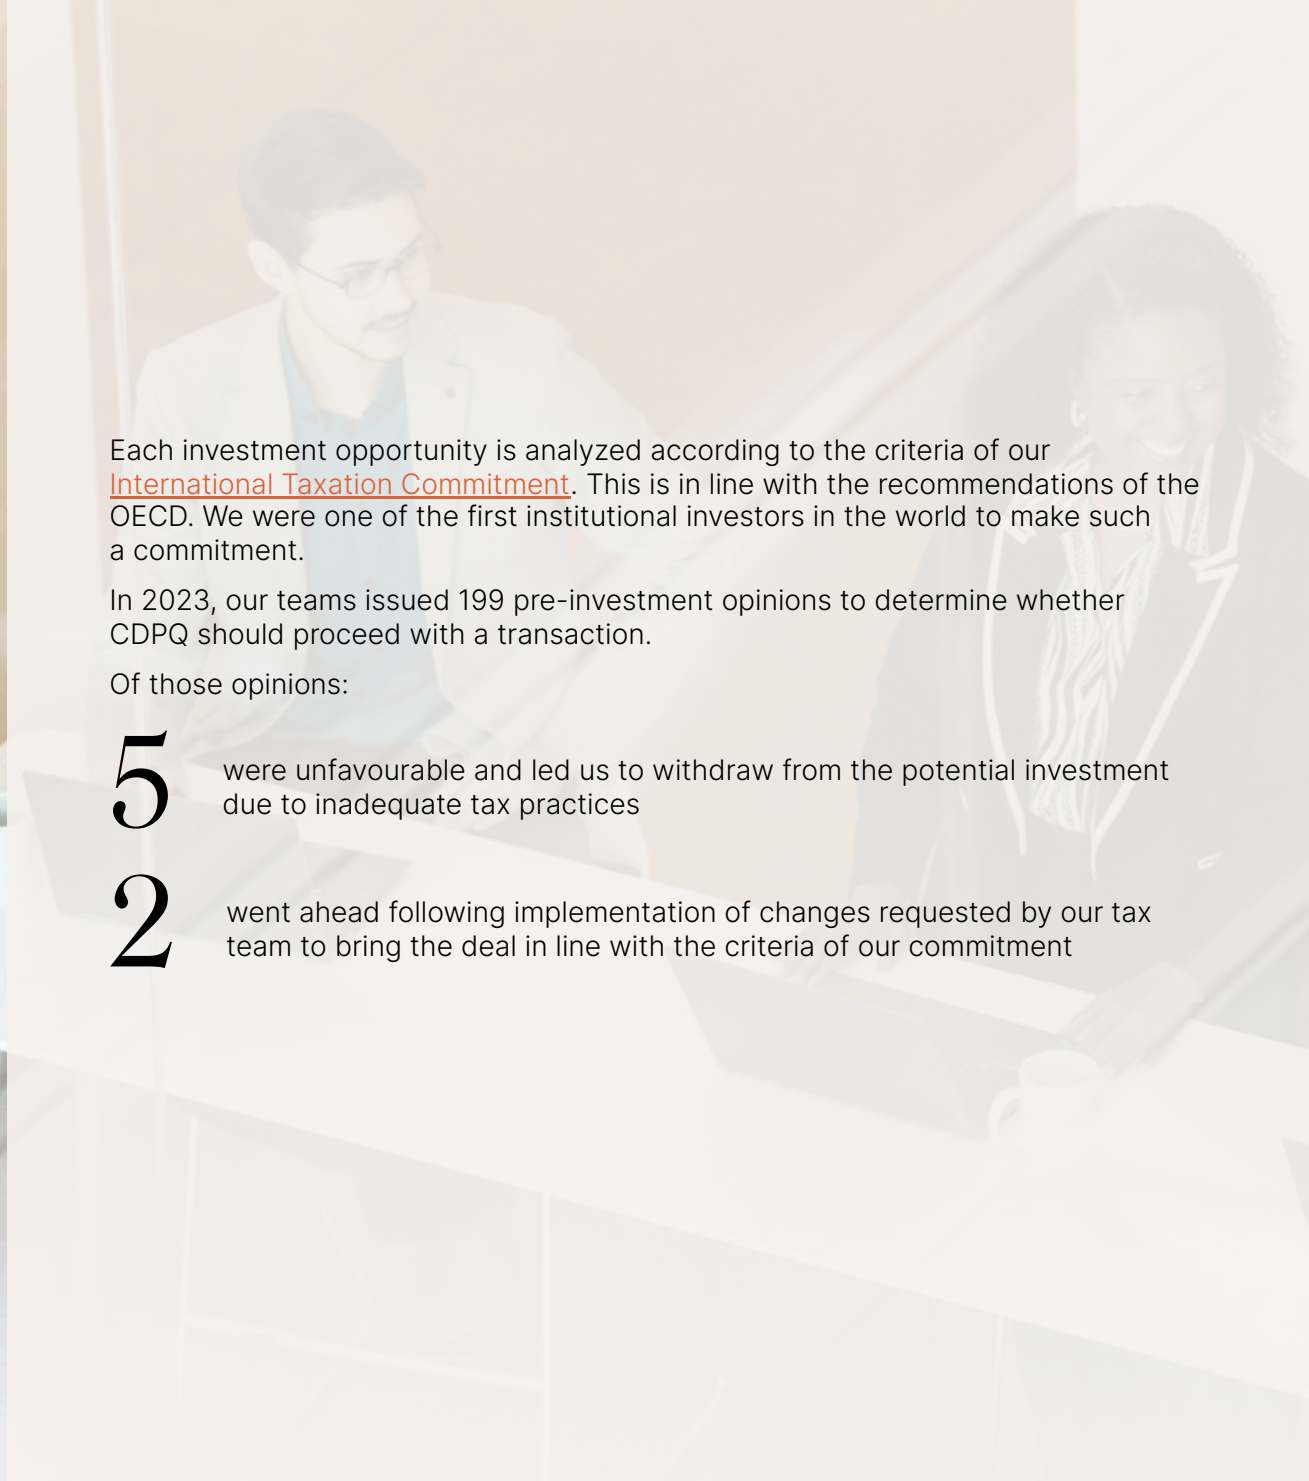 Each investment opportunity is analyzed according to the criteria of our
International Taxation Commitment. This is in line with the recommendations of the
OECD. We were one of the first institutional investors in the world to make such
a commitment.
In 2023, our teams issued 199 pre-investment opinions to determine whether
CDPQ should proceed with a transaction.
Of those opinions:
5
were unfavourable and led us to withdraw from the potential investment
due to inadequate tax practices
2
went ahead following implementation of changes requested by our tax
team to bring the deal in line with the criteria of our commitment